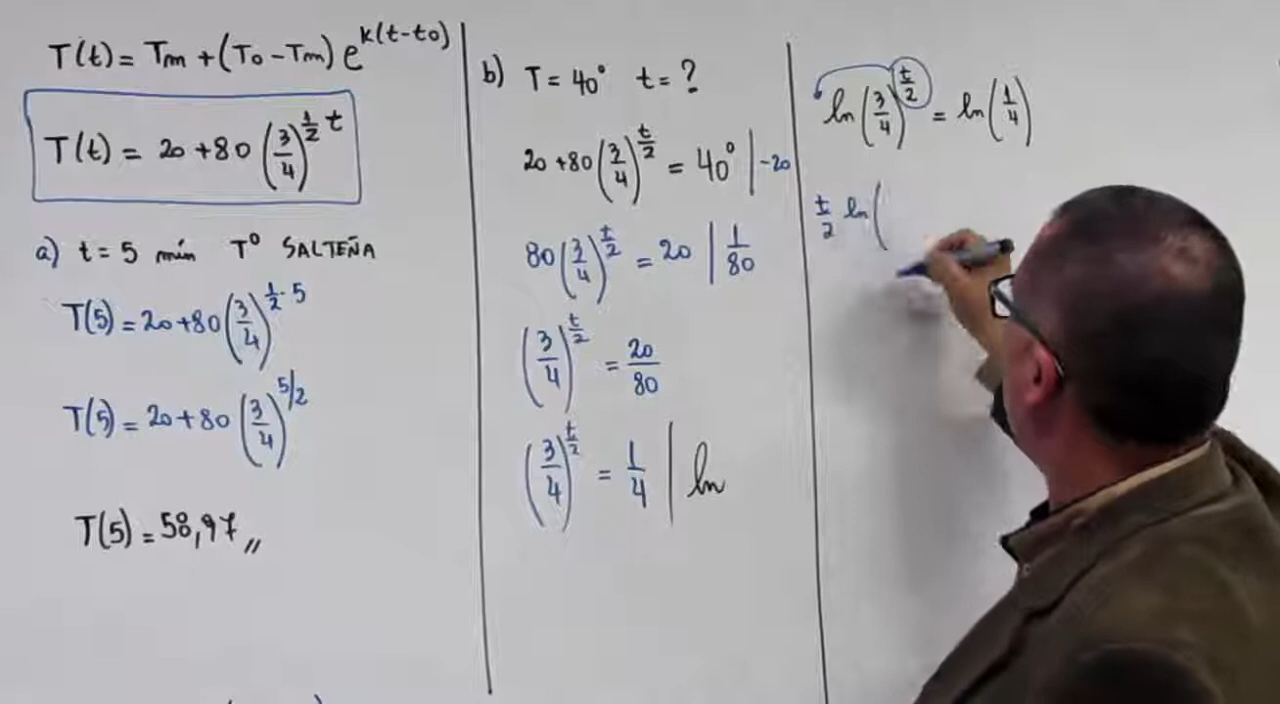 T(t) = Tm + (To - Tm) e^k(t-to)
T(t) = 20 + 80 (3/4)^1/2 t
a) t = 5 min T° SALTEÑA
T(5) = 20 + 80 (3/4)^1/2 · 5
T(5) = 20 + 80 (3/4)^5/2
T(5) = 58,97 //
b) T = 40° t = ?
20 + 80 (3/4)^t/2 = 40° | -20
80 (3/4)^t/2 = 20 | 1/80
(3/4)^t/2 = 20/80
(3/4)^t/2 = 1/4 | ln
ln (3/4)^t/2 = ln (1/4)
t/2 ln (